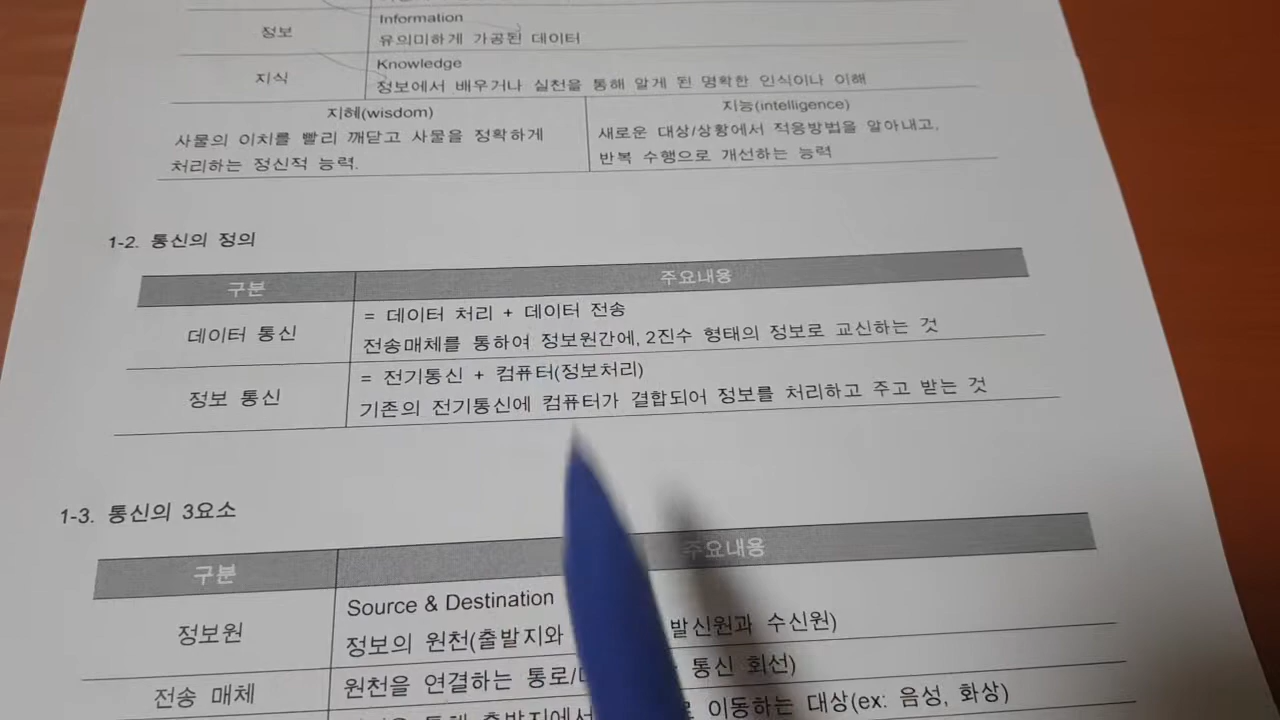 정보
Information
유의미하게 가공된 데이터
지식
Knowledge
정보에서 배우거나 실천을 통해 알게 된 명확한 인식이나 이해
지혜(wisdom)
사물의 이치를 빨리 깨닫고 사물을 정확하게
처리하는 정신적 능력.
지능(intelligence)
새로운 대상/상황에서 적응방법을 알아내고,
반복 수행으로 개선하는 능력
1-2. 통신의 정의
구분
주요내용
데이터 통신
= 데이터 처리 + 데이터 전송
전송매체를 통하여 정보원간에, 2진수 형태의 정보로 교신하는 것
정보 통신
= 전기통신 + 컴퓨터(정보처리)
기존의 전기통신에 컴퓨터가 결합되어 정보를 처리하고 주고 받는 것
1-3. 통신의 3요소
구분
주요내용
정보원
Source & Destination
정보의 원천(출발지와 발신원과 수신원)
전송 매체
원천을 연결하는 통로 통신 회선)
통해 출발지에서 이동하는 대상(ex: 음성, 화상)